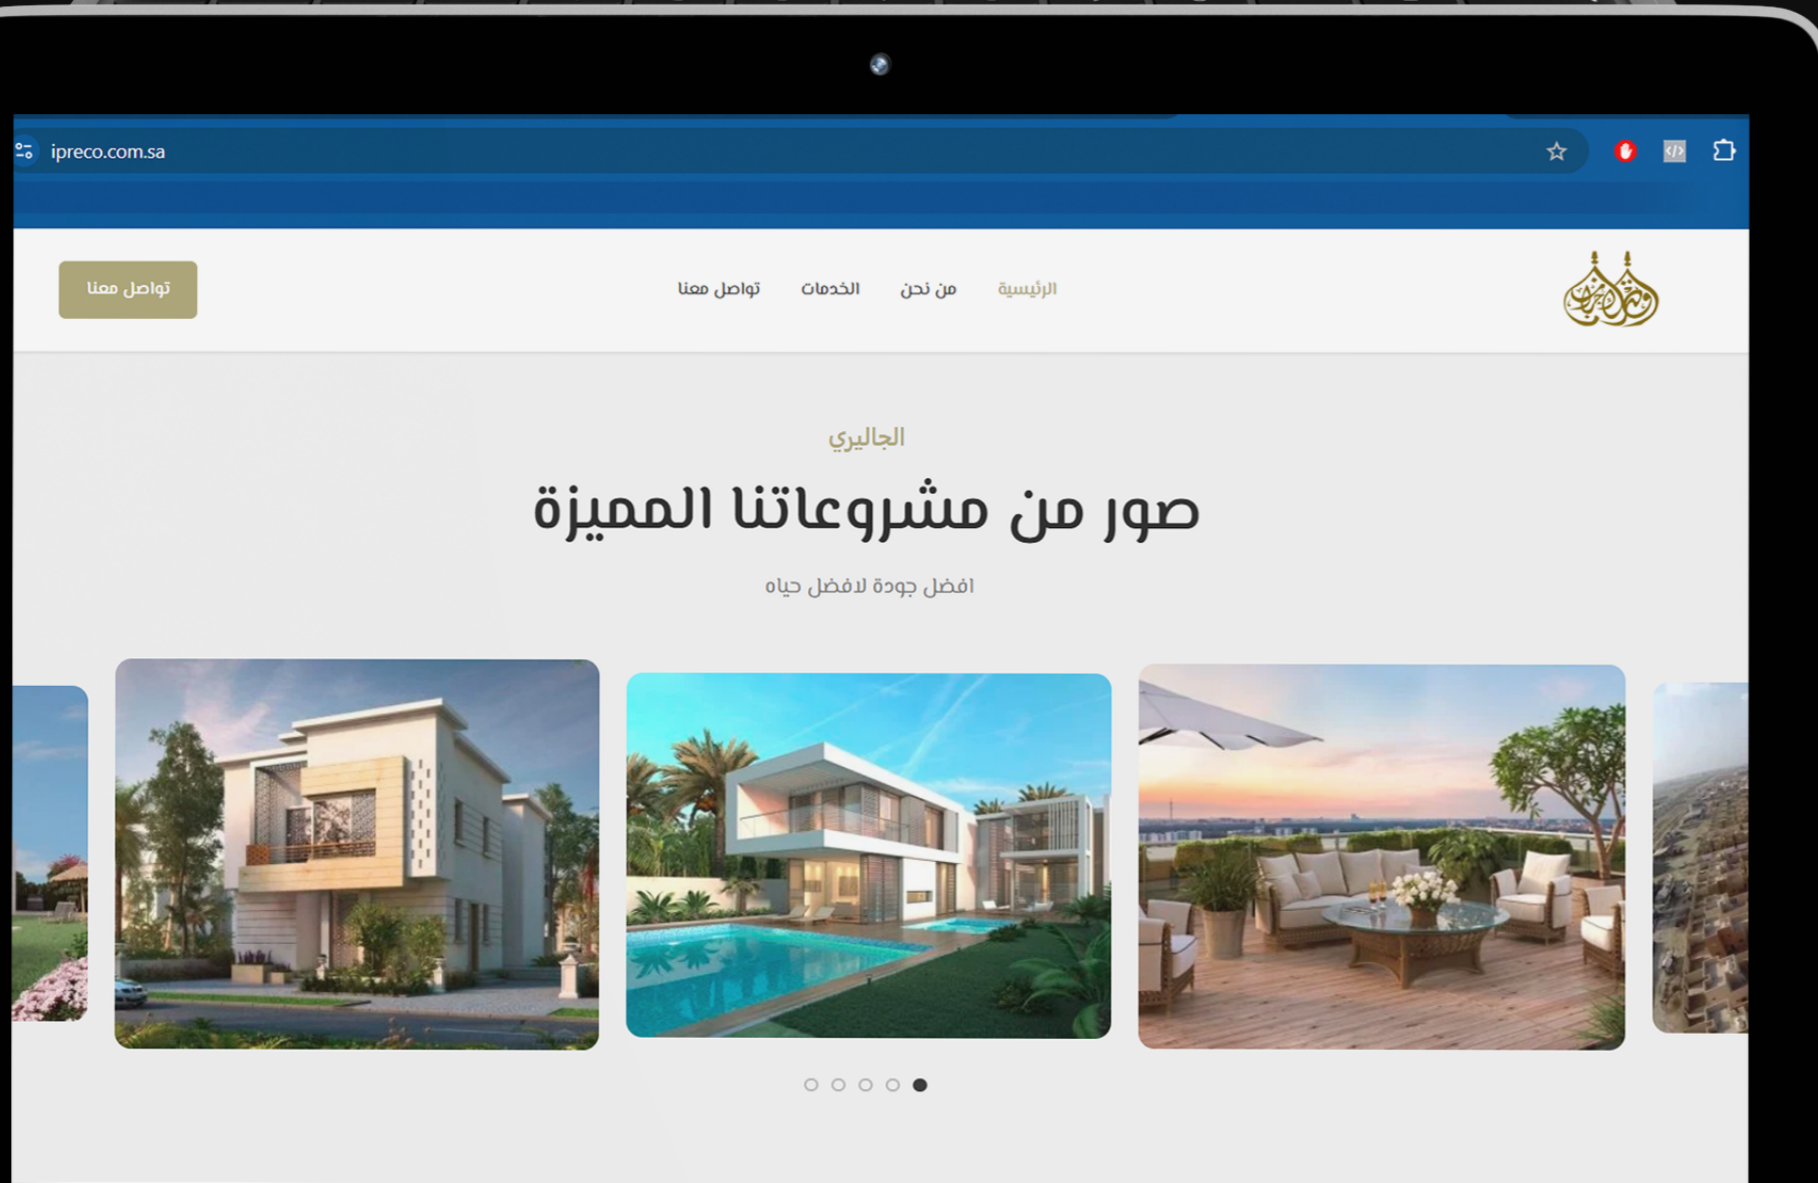 ipreco.com.sa
الرئيسية
من نحن
الخدمات
تواصل معنا
تواصل معنا
الجاليري
صور من مشروعاتنا المميزة
افضل جودة لافضل حياه